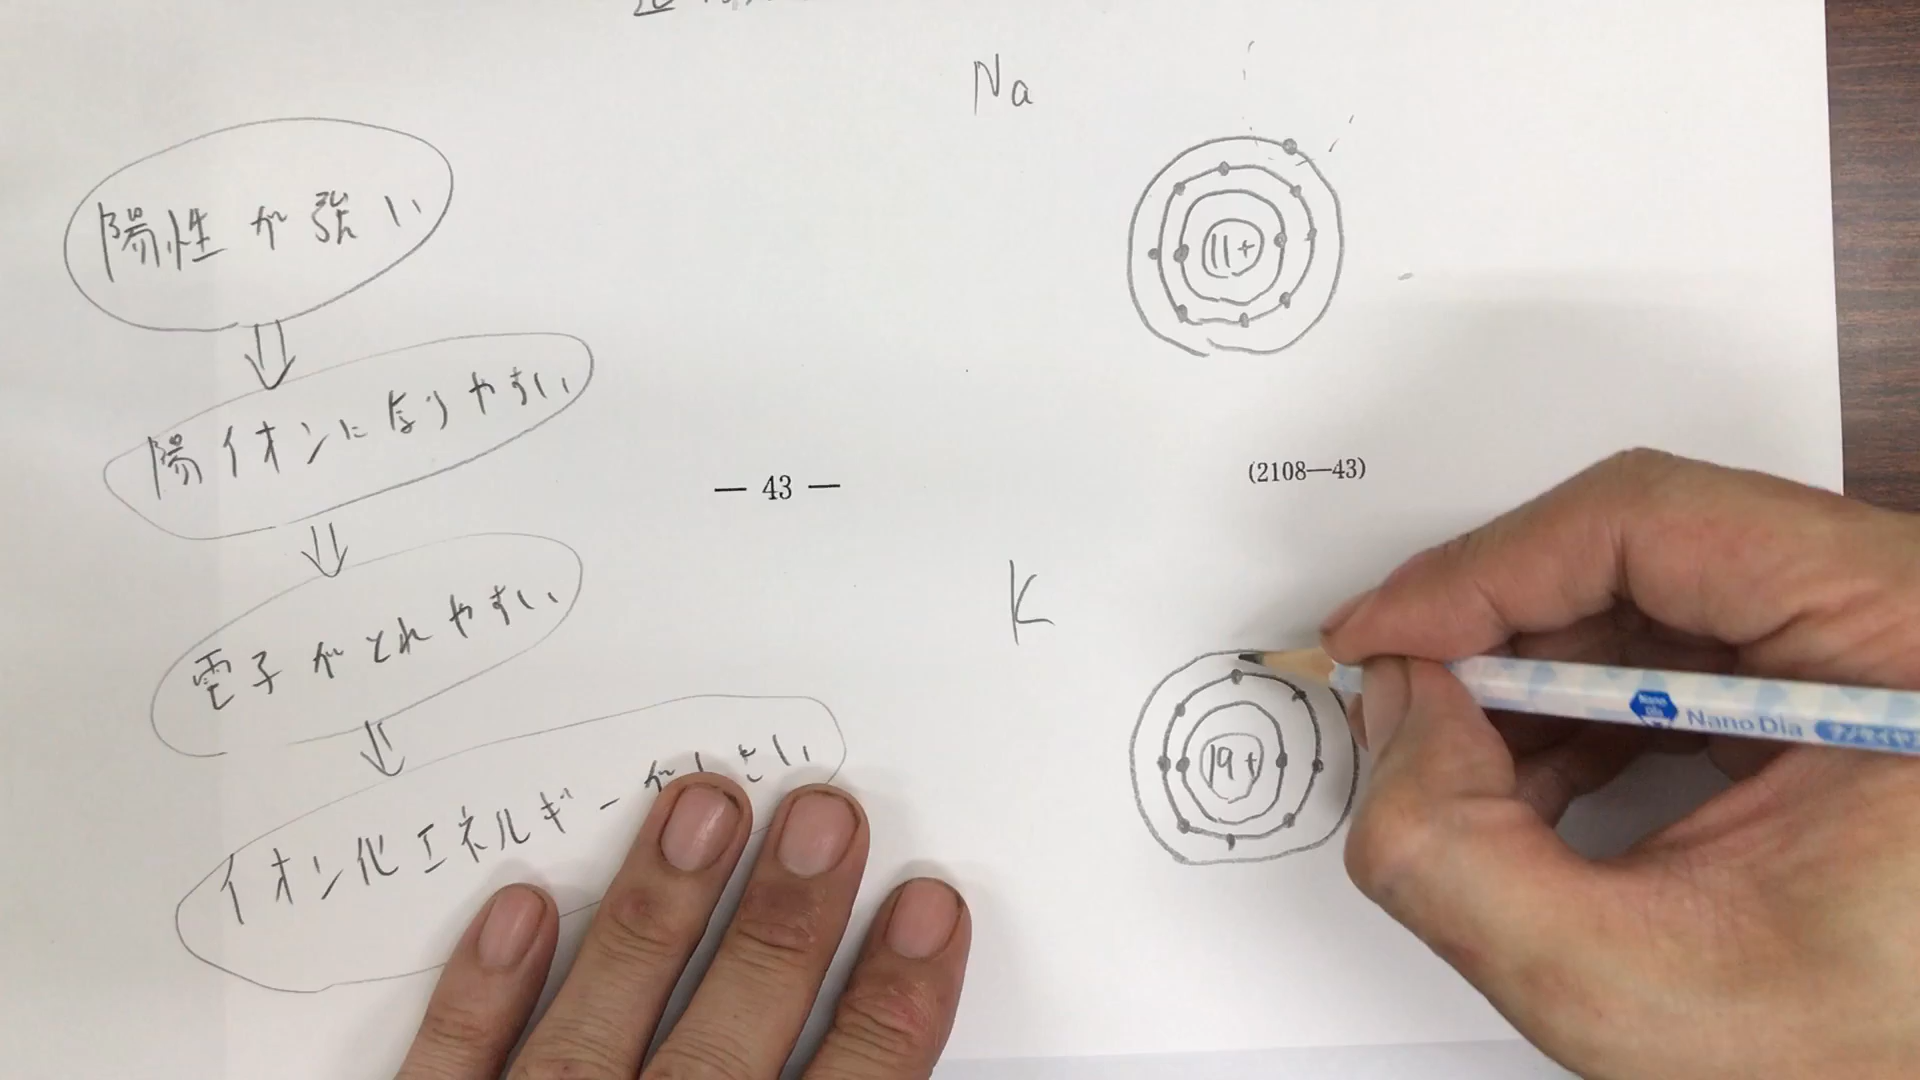 Na
陽性が強い
11+
陽イオンになりやすい
— 43 —
(2108—43)
電子がとれやすい
K
19+
Nano Dia
Nano Dia
イオン化エネルギーが さい